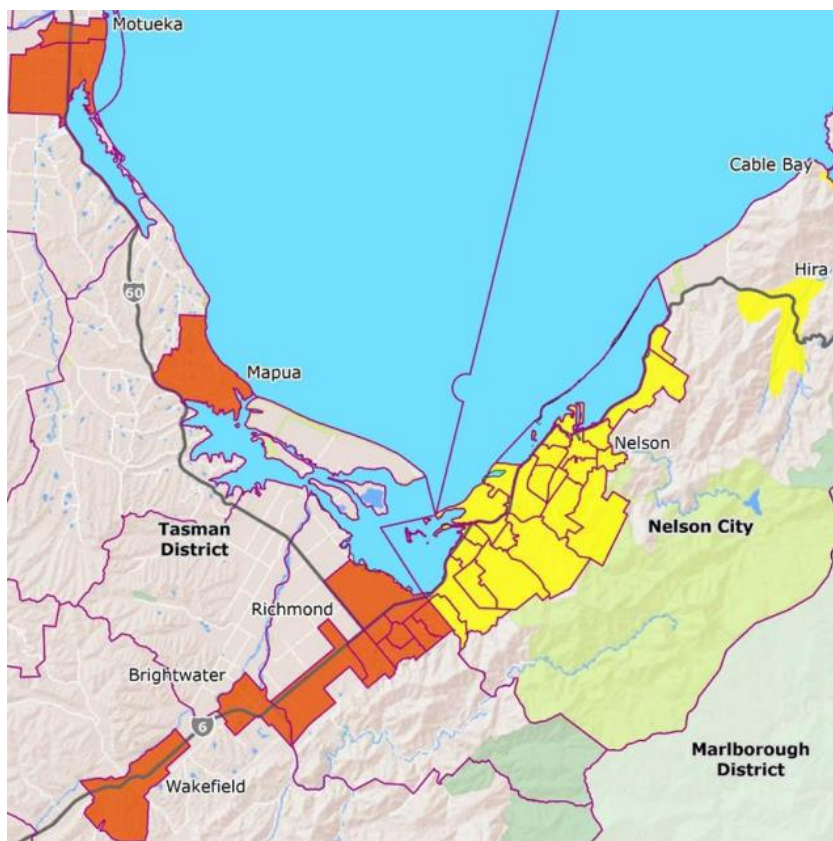 Motueka
Cable Bay
Hira
60
Mapua
Nelson
Tasman
District
Nelson City
Richmond
Brightwater
6
Marlborough
District
Wakefield